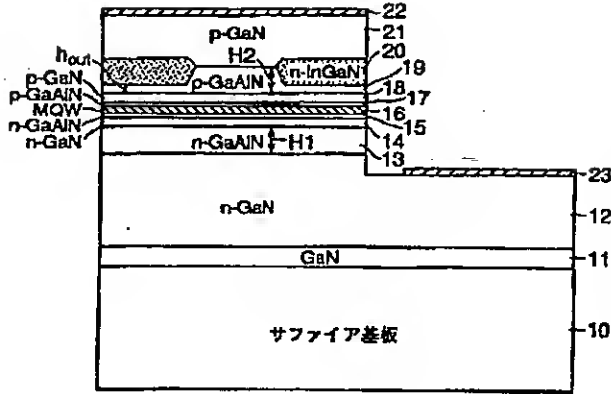 22
21
p-GaN
H2
20
hout
n-InGaN
19
p-GaN
p-GaAlN
18
p-GaAlN
17
MQW
16
n-GaAlN
15
n-GaN
14
n-GaAlN
H1
13
23
n-GaN
12
GaN
11
サファイア基板
10